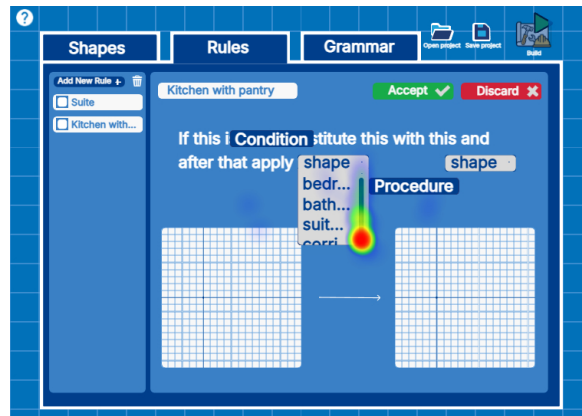 ?
Open project
Save project
Build
Shapes
Rules
Grammar
Add New Rule +
Suite
Kitchen with...
Kitchen with pantry
Accept
Discard
If this i Condition stitute this with this and
after that apply shape shape
bedr...
Procedure
bath...
suit...
corri